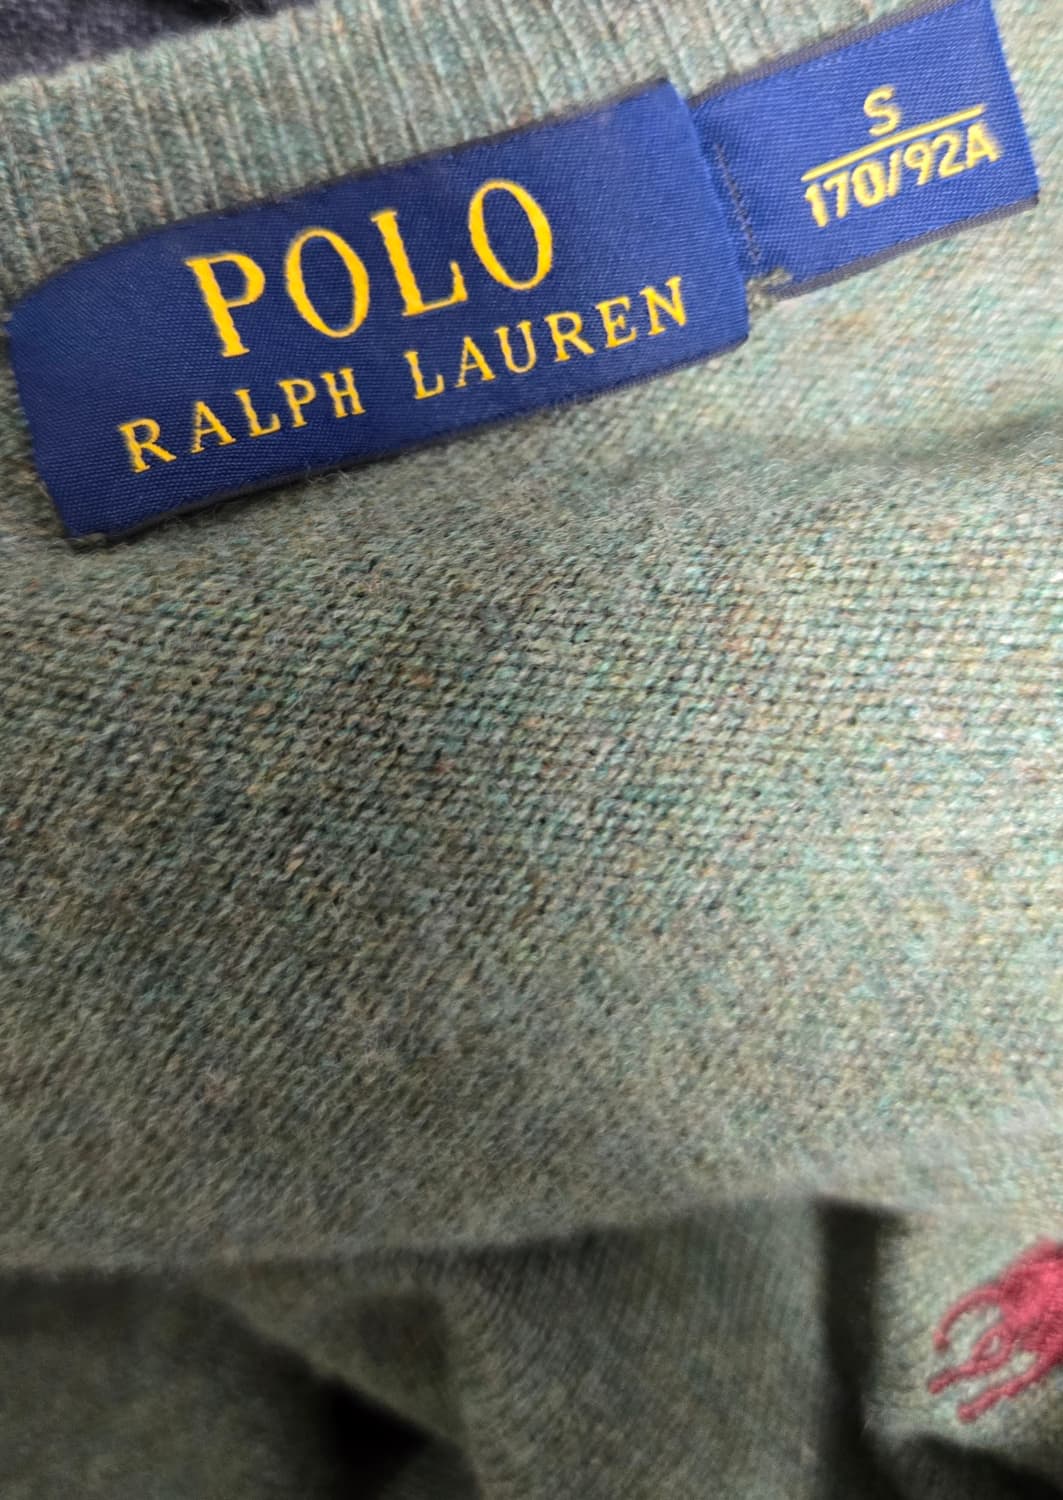 POLO
RALPH LAUREN
S
170/92A